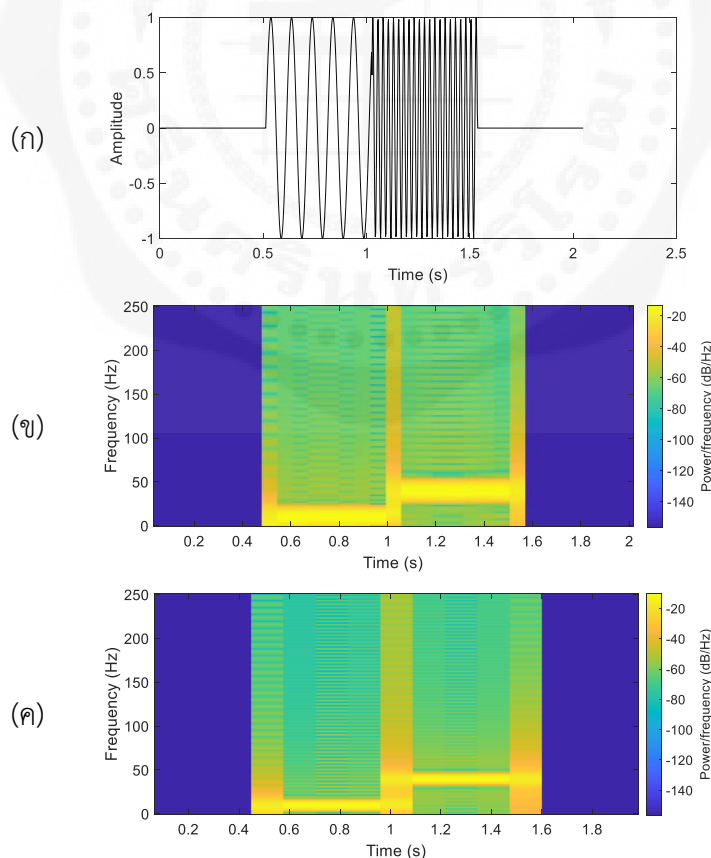 (ก)
Amplitude
1
0.5
0
-0.5
-1
0 0.5 1 1.5 2 2.5
Time (s)
(ข)
Frequency (Hz)
250
200
150
100
50
0
0.2 0.4 0.6 0.8 1 1.2 1.4 1.6 1.8 2
Time (s)
-20
-40
-60
-80
-100
-120
-140
Power/frequency (dB/Hz)
(ค)
Frequency (Hz)
250
200
150
100
50
0
0.2 0.4 0.6 0.8 1 1.2 1.4 1.6 1.8
Time (s)
-20
-40
-60
-80
-100
-120
-140
Power/frequency (dB/Hz)